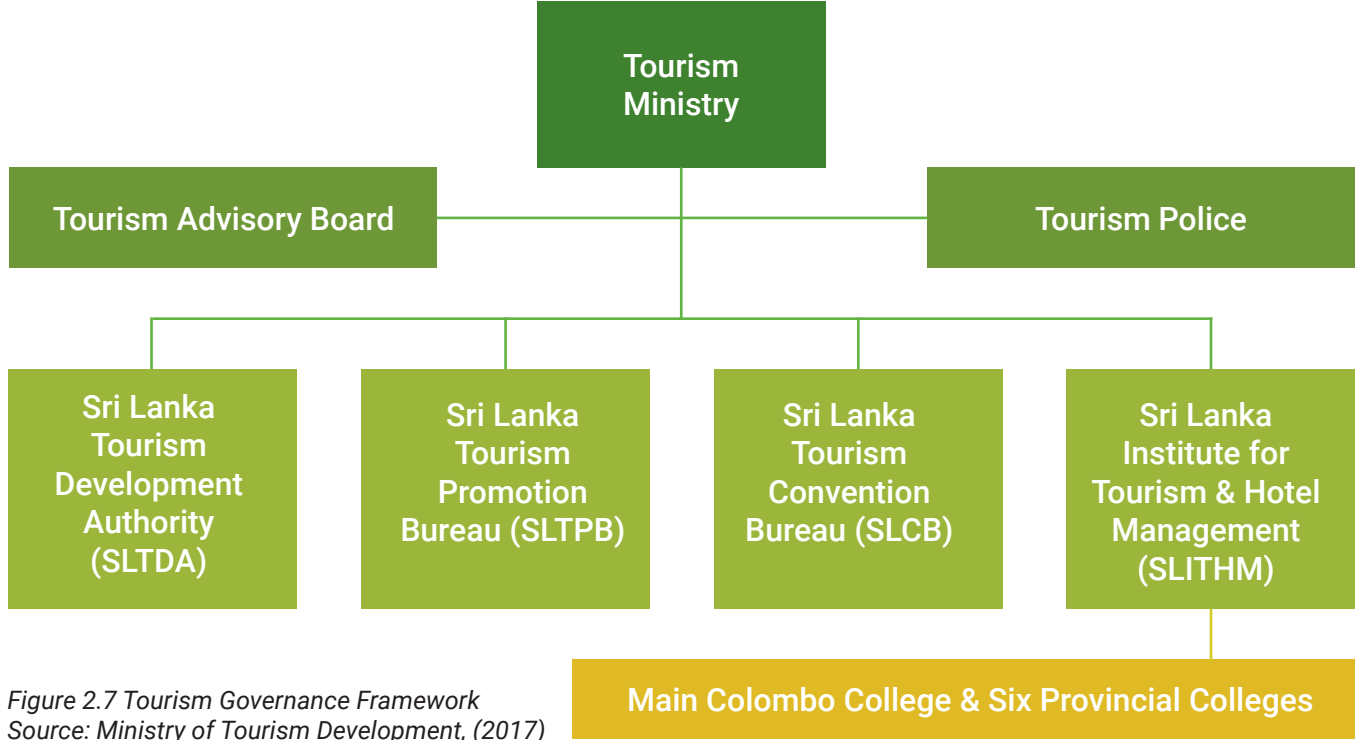 Tourism
Ministry
Tourism Advisory Board
Tourism Police
Sri Lanka
Tourism
Development
Authority
(SLTDA)
Sri Lanka
Tourism
Promotion
Bureau (SLTPB)
Sri Lanka
Tourism
Convention
Bureau (SLCB)
Sri Lanka
Institute for
Tourism & Hotel
Management
(SLITHM)
Main Colombo College & Six Provincial Colleges
Figure 2.7 Tourism Governance Framework
Source: Ministry of Tourism Development, (2017)